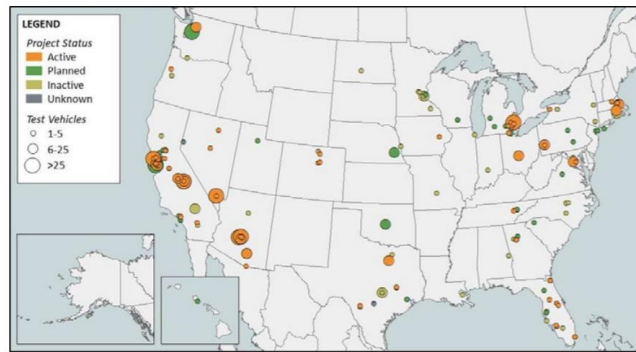 LEGEND
Project Status
Active
Planned
Inactive
Unknown
Test Vehicles
1-5
6-25
>25